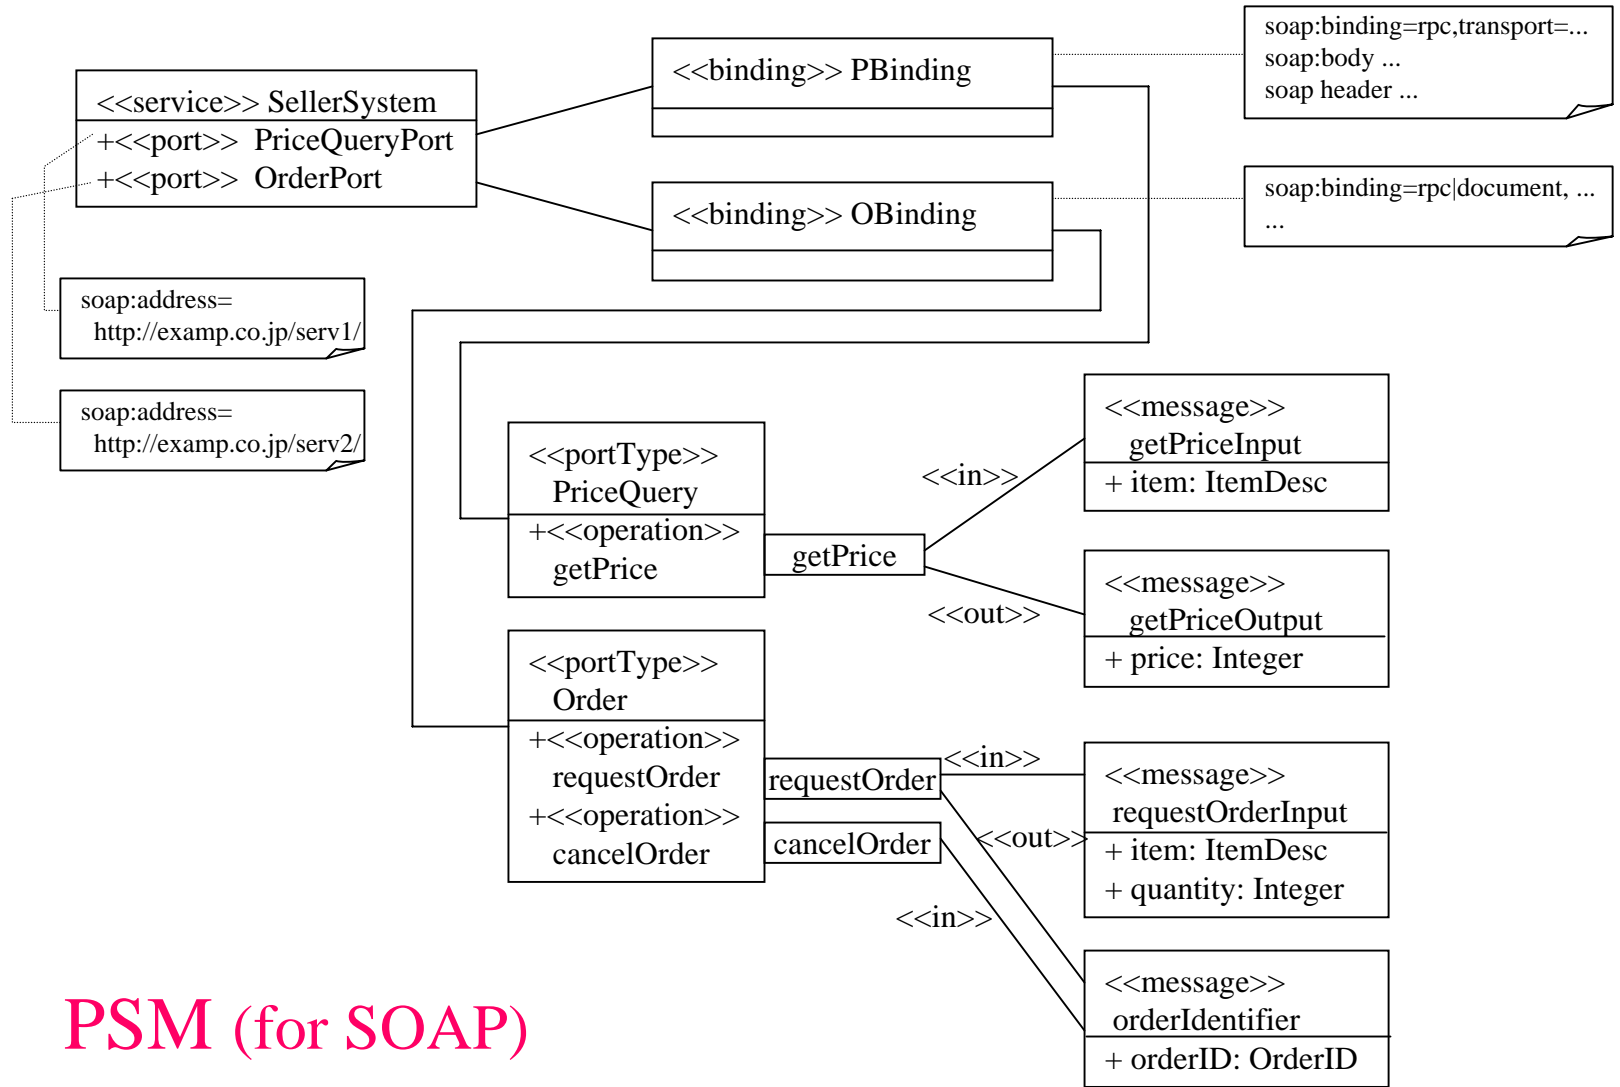 soap:binding=rpc,transport=...
soap:body ...
soap header ...
<<binding>> PBinding
<<service>> SellerSystem
+<<port>> PriceQueryPort
+<<port>> OrderPort
soap:binding=rpc|document, ...
...
<<binding>> OBinding
soap:address=
http://examp.co.jp/serv1/
soap:address=
http://examp.co.jp/serv2/
<<portType>>
PriceQuery
+<<operation>>
getPrice
getPrice
<<in>>
<<message>>
getPriceInput
+ item: ItemDesc
<<out>>
<<message>>
getPriceOutput
+ price: Integer
<<portType>>
Order
+<<operation>>
requestOrder
+<<operation>>
cancelOrder
requestOrder
cancelOrder
<<in>>
<<out>>
<<in>>
<<message>>
requestOrderInput
+ item: ItemDesc
+ quantity: Integer
<<message>>
orderIdentifier
+ orderID: OrderID
PSM (for SOAP)